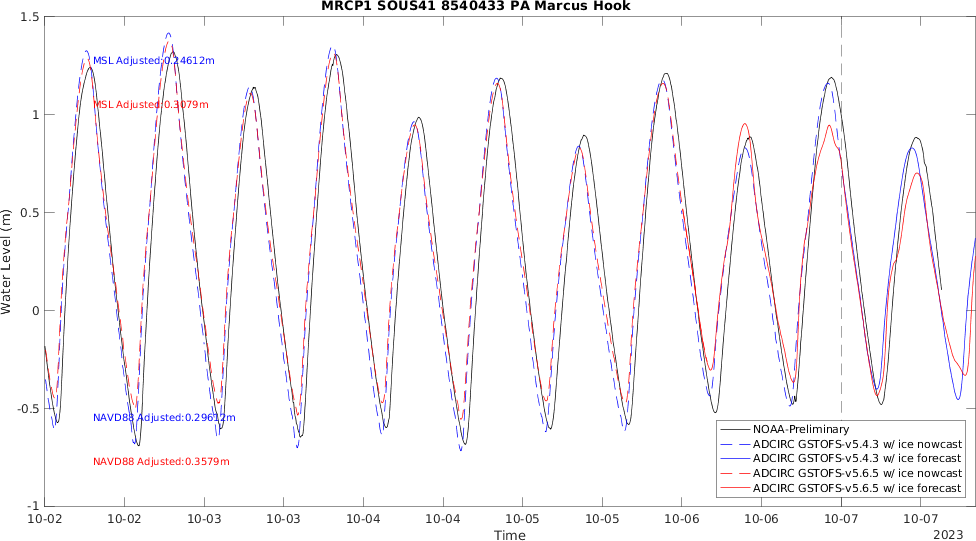 MRCP1 SOUS41 8540433 PA Marcus Hook
1.5
1
0.5
0
-0.5
-1
Water Level (m)
MSL Adjusted:0.24612m
MSL Adjusted:0.3079m
NAVD88 Adjusted:0.29612m
NAVD88 Adjusted:0.3579m
NOAA-Preliminary
ADCIRC GSTOFS-v5.4.3 w/ ice nowcast
ADCIRC GSTOFS-v5.4.3 w/ ice forecast
ADCIRC GSTOFS-v5.6.5 w/ ice nowcast
ADCIRC GSTOFS-v5.6.5 w/ ice forecast
10-02 10-02 10-03 10-03 10-04 10-04 10-05 10-05 10-06 10-06 10-07 10-07
Time
2023